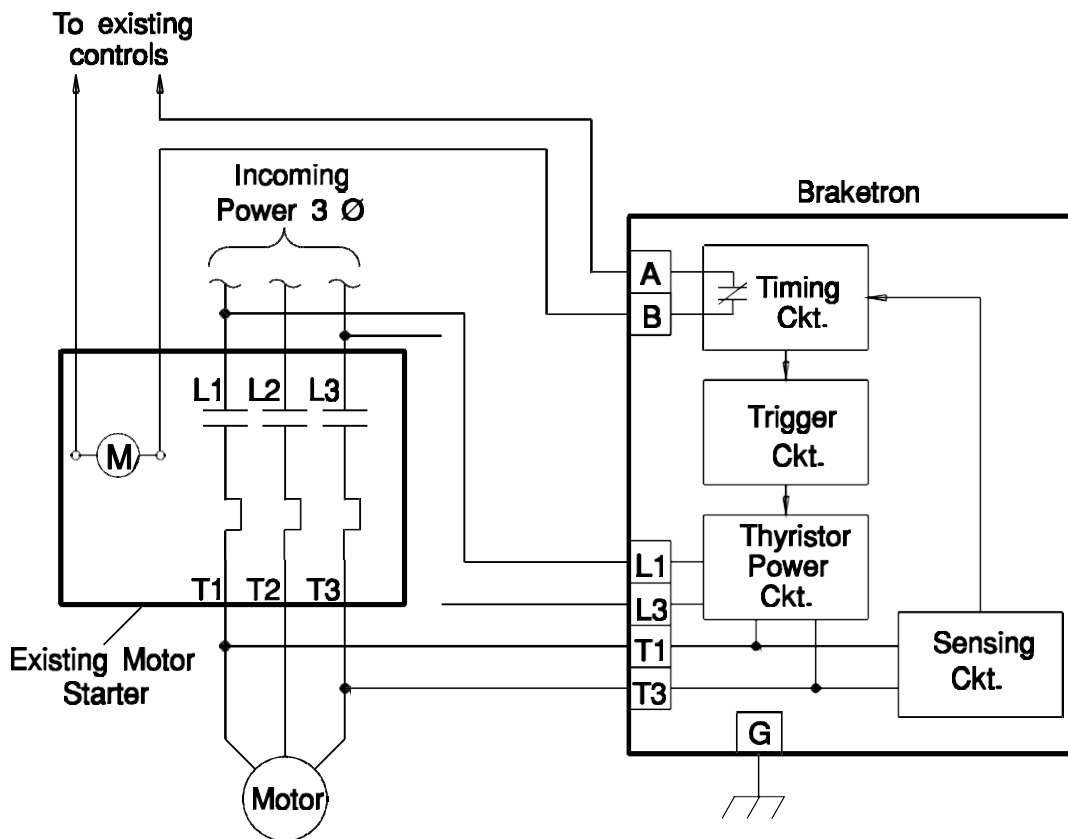 To existing
controls
Incoming
Power 3 Ø
Braketron
A
B
Timing
Ckt.
L1 L2 L3
M
Trigger
Ckt.
Thyristor
Power
Ckt.
L1
L3
T1
T3
T1 T2 T3
Existing Motor
Starter
Sensing
Ckt.
G
Motor